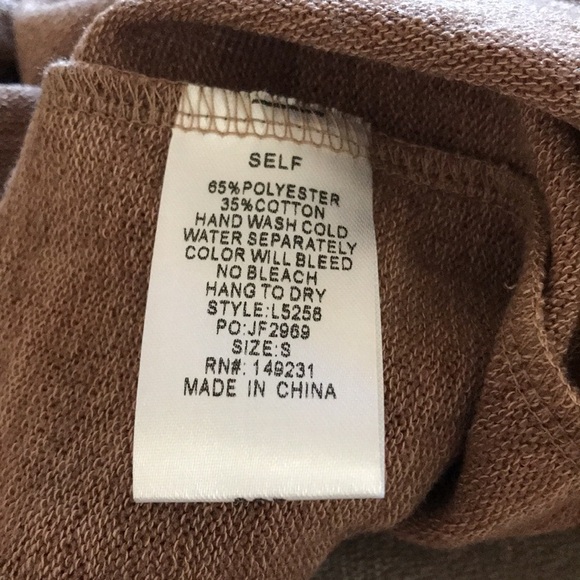 SELF
65%POLYESTER
35%COTTON
HAND WASH COLD
WATER SEPARATELY
COLOR WILL BLEED
NO BLEACH
HANG TO DRY
STYLE:L5258
PO:JF2969
SIZE:S
RN#: 149231
MADE IN CHINA